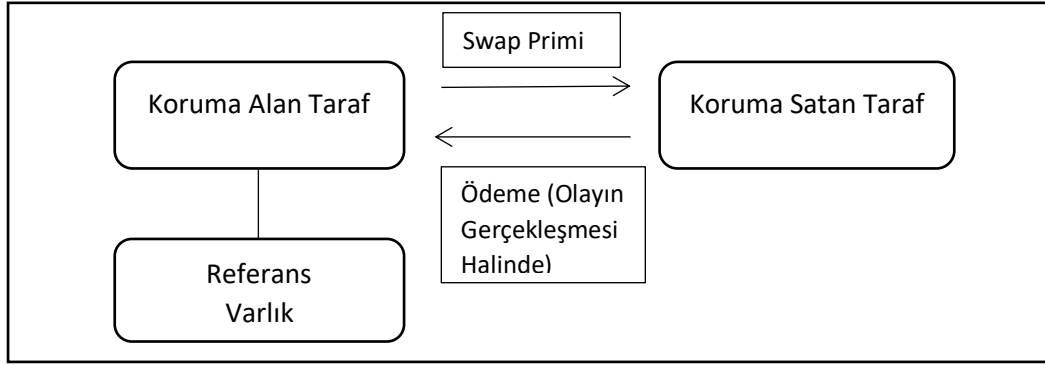 Swap Primi
Koruma Alan Taraf
Koruma Satan Taraf
Ödeme (Olayın
Gerçekleşmesi
Halinde)
Referans
Varlık